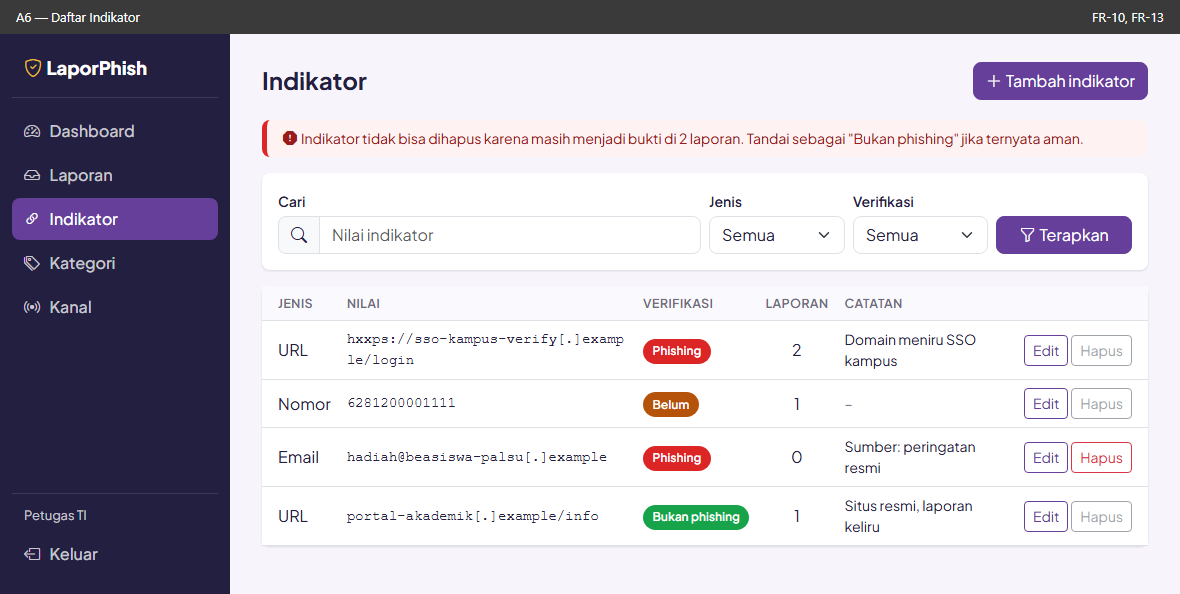 A6 — Daftar Indikator
FR-10, FR-13
LaporPhish
Dashboard
Laporan
Indikator
Kategori
Kanal
Petugas TI
Keluar
Indikator
+ Tambah indikator
Indikator tidak bisa dihapus karena masih menjadi bukti di 2 laporan. Tandai sebagai "Bukan phishing" jika ternyata aman.
Cari
Nilai indikator
Jenis
Semua
Verifikasi
Semua
Terapkan
JENIS NILAI VERIFIKASI LAPORAN CATATAN
URL hxxps://sso-kampus-verify[.]examp Phishing 2 Domain meniru SSO Edit Hapus
le/login kampus
Nomor 6281200001111 Belum 1 – Edit Hapus
Email hadiah@beasiswa-palsu[.]example Phishing 0 Sumber: peringatan Edit Hapus
resmi
URL portal-akademik[.]example/info Bukan phishing 1 Situs resmi, laporan Edit Hapus
keliru